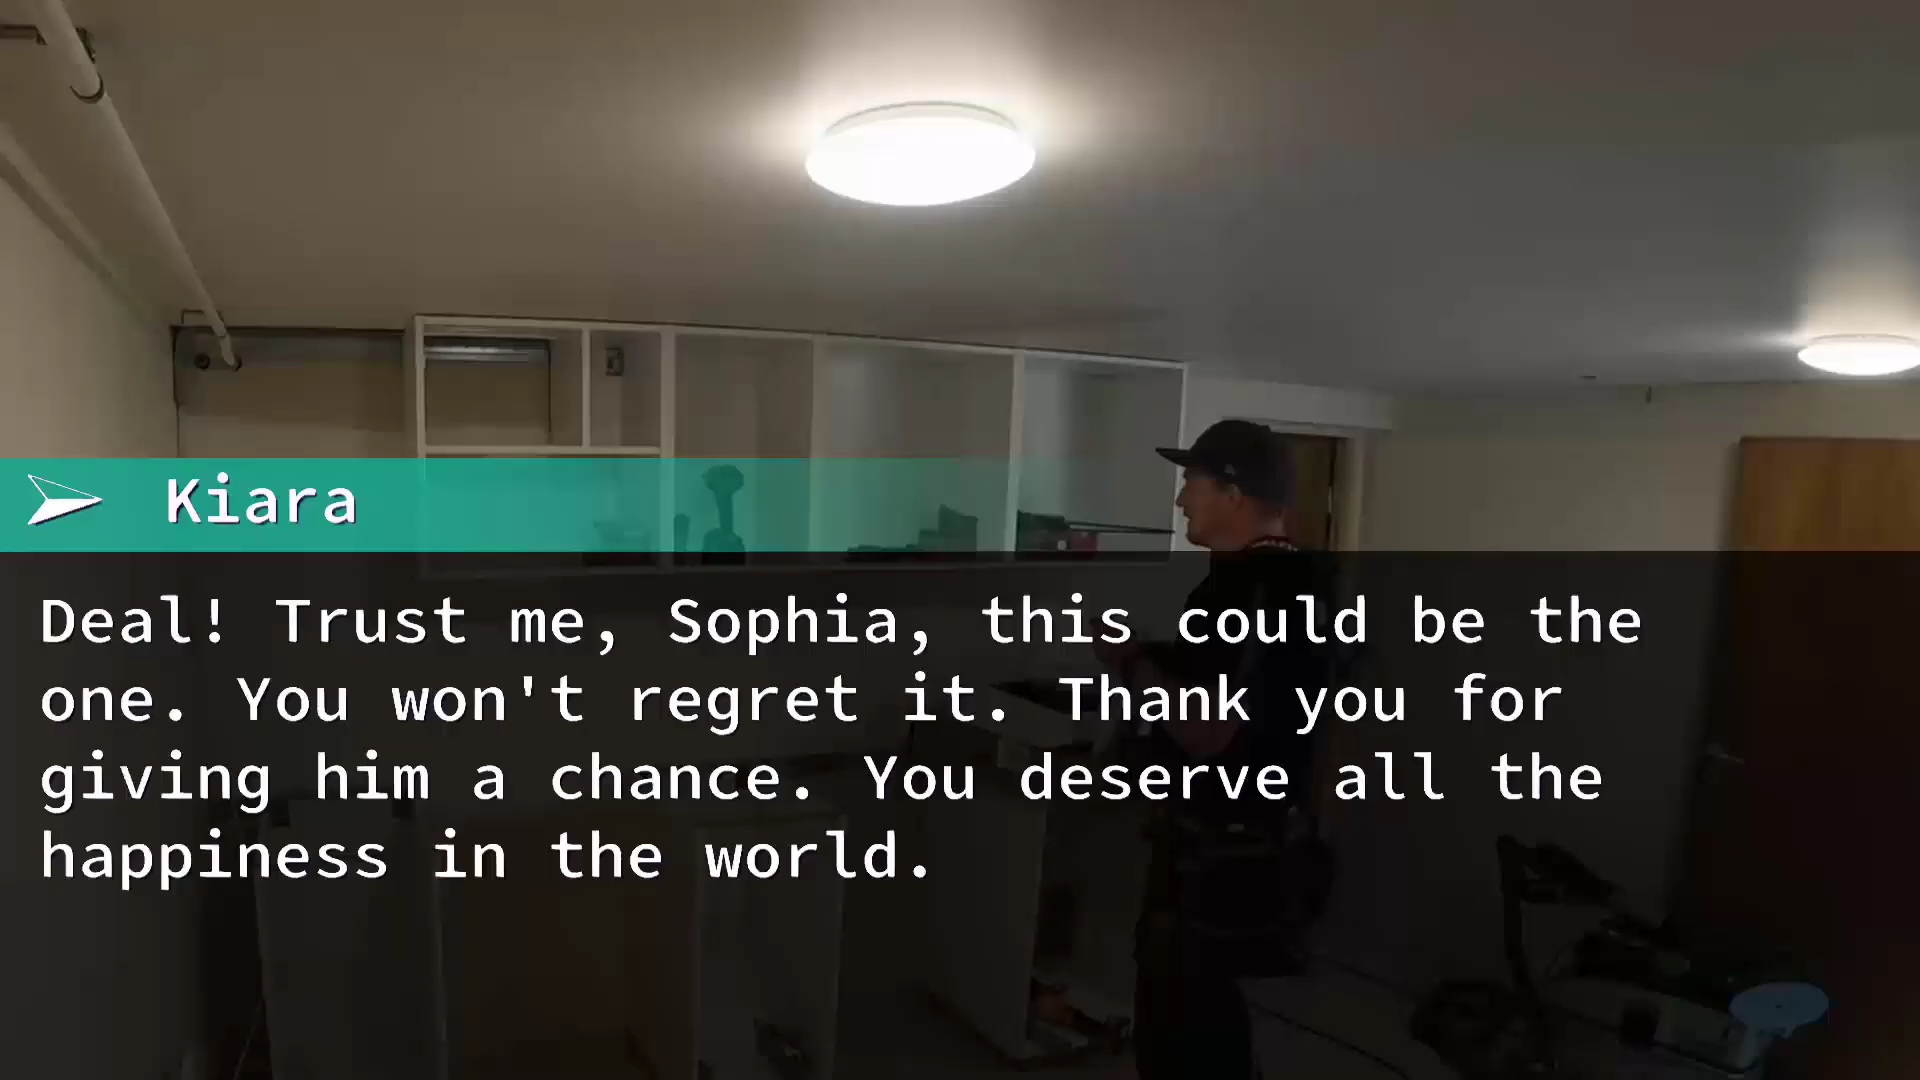 Kiara
Deal! Trust me, Sophia, this could be the
one. You won't regret it. Thank you for
giving him a chance. You deserve all the
happiness in the world.